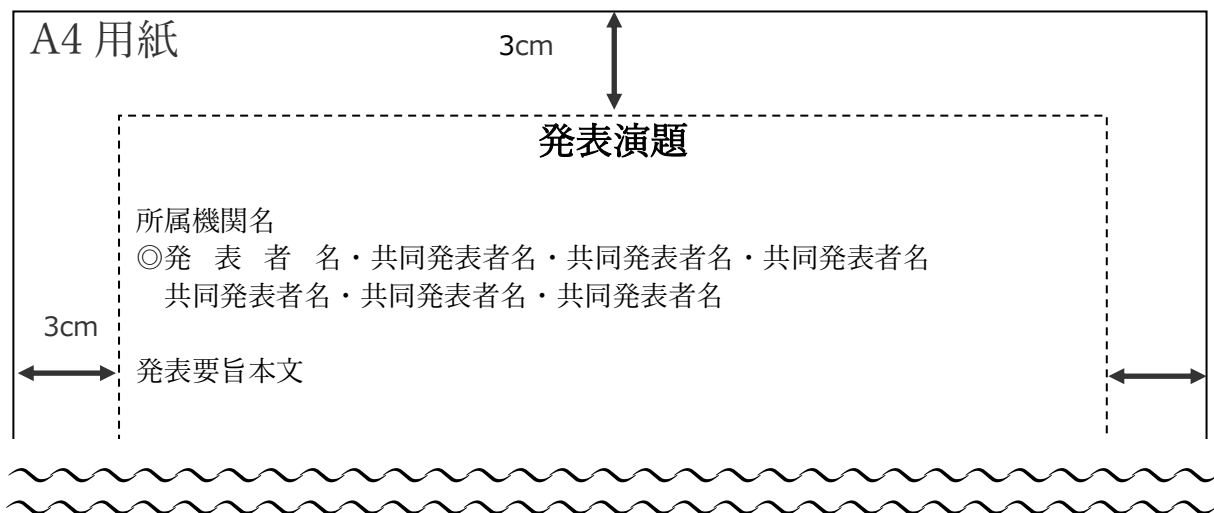 A4 用紙
3cm
発表演題
所属機関名
◎発 表 者 名・共同発表者名・共同発表者名・共同発表者名
共同発表者名・共同発表者名・共同発表者名
3cm
発表要旨本文